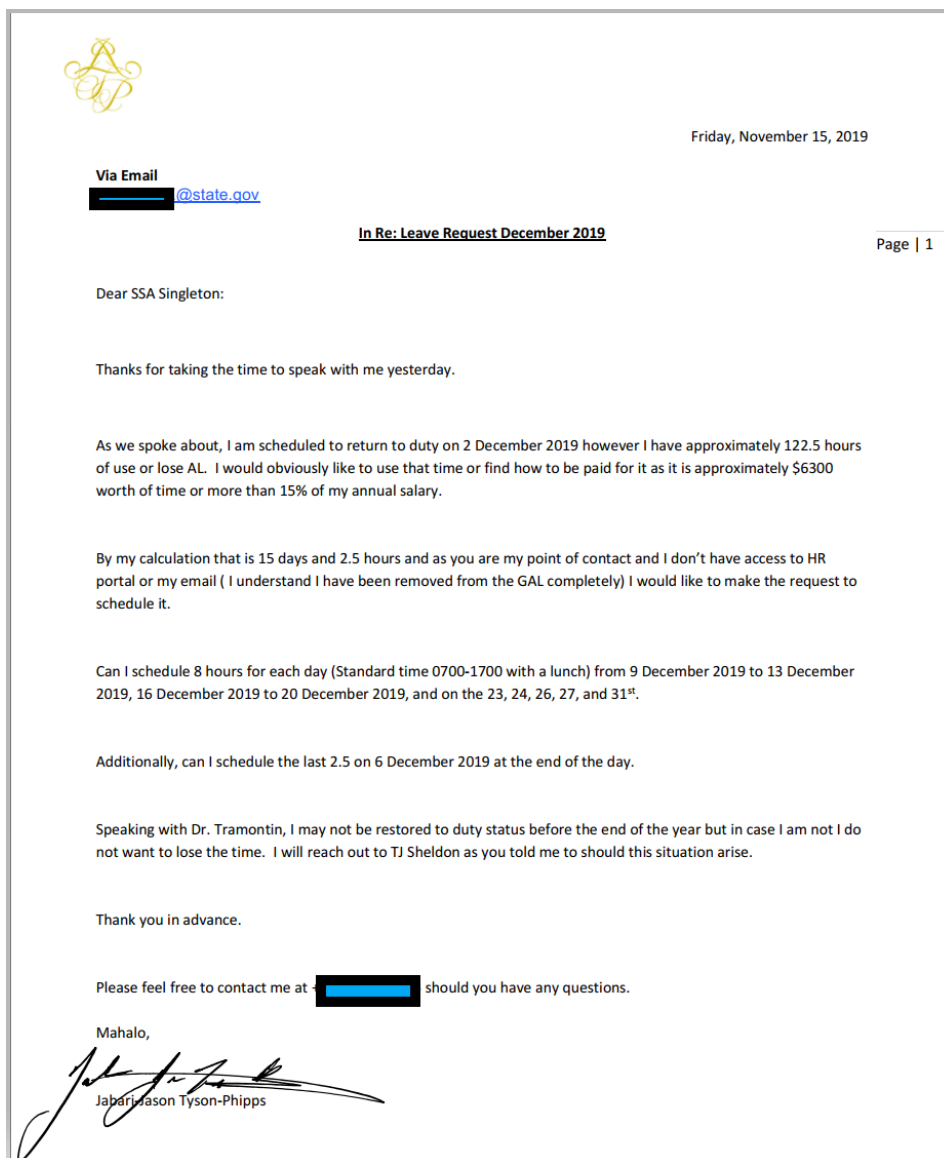 Friday, November 15, 2019
Via Email
@state.gov
In Re: Leave Request December 2019
Page | 1
Dear SSA Singleton:
Thanks for taking the time to speak with me yesterday.
As we spoke about, I am scheduled to return to duty on 2 December 2019 however I have approximately 122.5 hours
of use or lose AL.  I would obviously like to use that time or find how to be paid for it as it is approximately $6300
worth of time or more than 15% of my annual salary.
By my calculation that is 15 days and 2.5 hours and as you are my point of contact and I don’t have access to HR
portal or my email ( I understand I have been removed from the GAL completely) I would like to make the request to
schedule it.
Can I schedule 8 hours for each day (Standard time 0700-1700 with a lunch) from 9 December 2019 to 13 December
2019, 16 December 2019 to 20 December 2019, and on the 23, 24, 26, 27, and 31st.
Additionally, can I schedule the last 2.5 on 6 December 2019 at the end of the day.
Speaking with Dr. Tramontin, I may not be restored to duty status before the end of the year but in case I am not I do
not want to lose the time.  I will reach out to TJ Sheldon as you told me to should this situation arise.
Thank you in advance.
Please feel free to contact me at should you have any questions.
Mahalo,
Jabari-Jason Tyson-Phipps